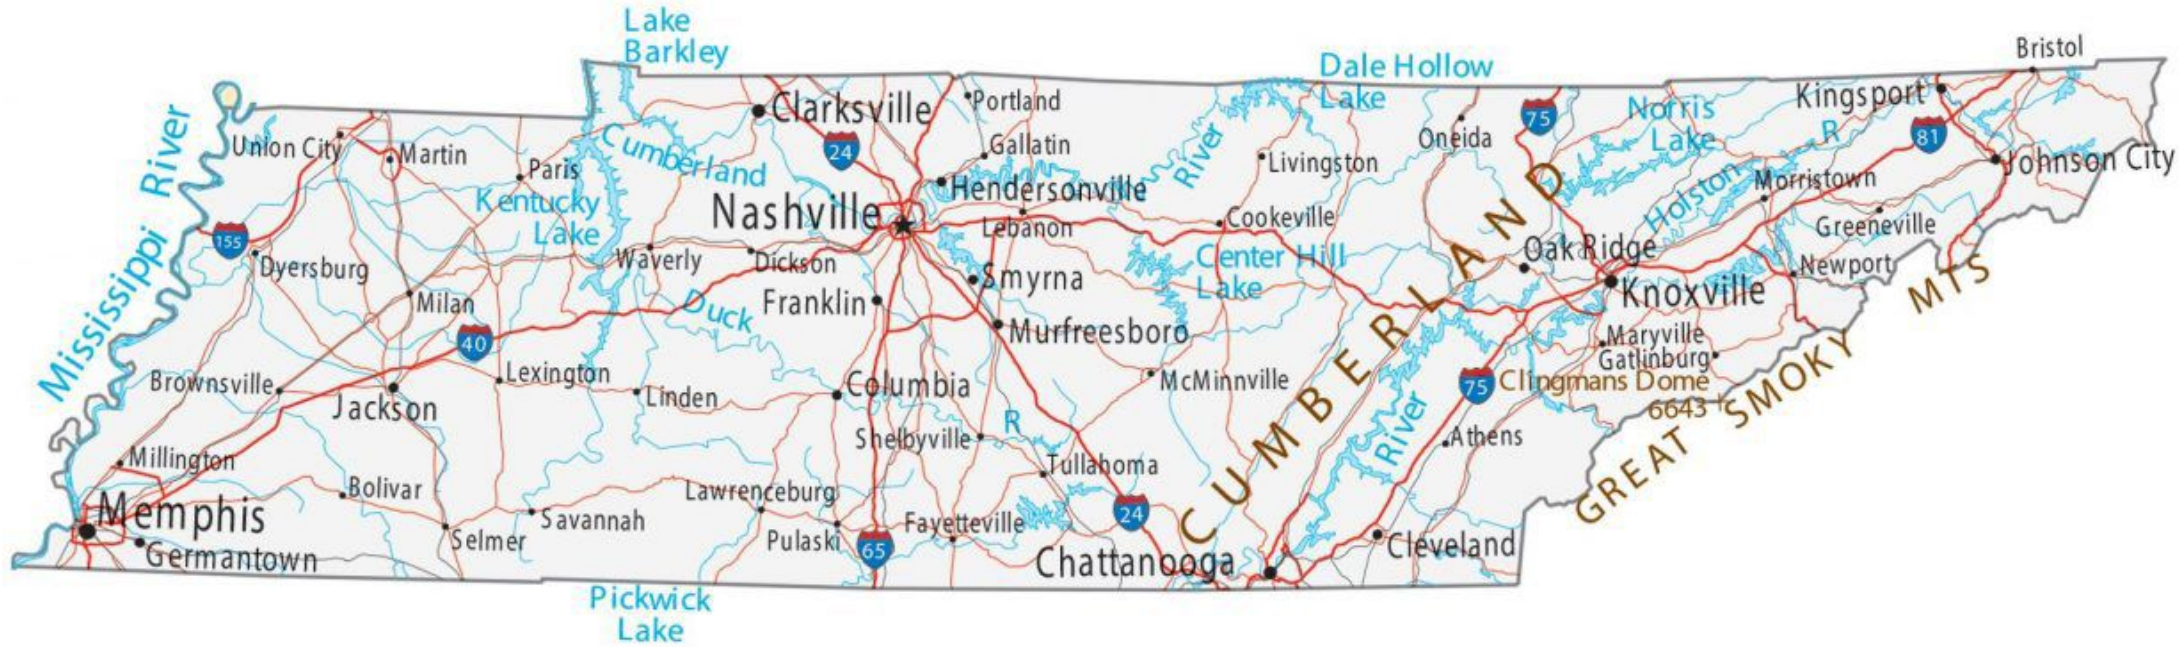 Lake
Barkley
Dale Hollow
Lake
Bristol
Kingsport
Clarksville
Portland
75
Norris
Lake
R
81
Mississippi River
Union City
Martin
Paris
Cumberland
24
Gallatin
River
Livingston
Oneida
Johnson City
Kentucky
Lake
Nashville
Hendersonville
Lebanon
Cookeville
Holston
Morristown
Greeneville
155
Dyersburg
Waverly
Dickson
Smyrna
Center Hill
Lake
Oak Ridge
Knoxville
Newport
MTS
Milan
Duck
Franklin
Murfreesboro
CUMBERLAND
Maryville
Gatlinburg
40
Brownsville
Jackson
Lexington
Linden
Columbia
McMinnville
75
Clingmans Dome
6643
GREAT SMOKY
Shelbyville
R
River
Athens
Millington
Bolivar
Tullahoma
Memphis
Germantown
Selmer
Savannah
Lawrenceburg
Pulaski
65
Fayetteville
24
Chattanooga
Cleveland
Pickwick
Lake